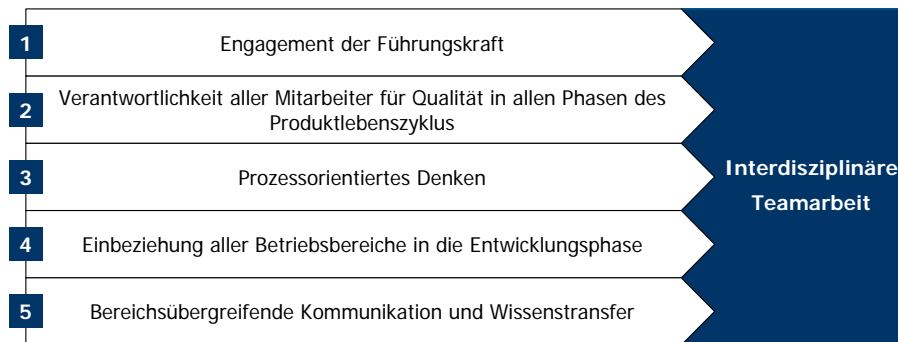 1
Engagement der Führungskraft
2
Verantwortlichkeit aller Mitarbeiter für Qualität in allen Phasen des
Produktlebenszyklus
3
Prozessorientiertes Denken
4
Einbeziehung aller Betriebsbereiche in die Entwicklungsphase
5
Bereichsübergreifende Kommunikation und Wissenstransfer
Interdisziplinäre
Teamarbeit